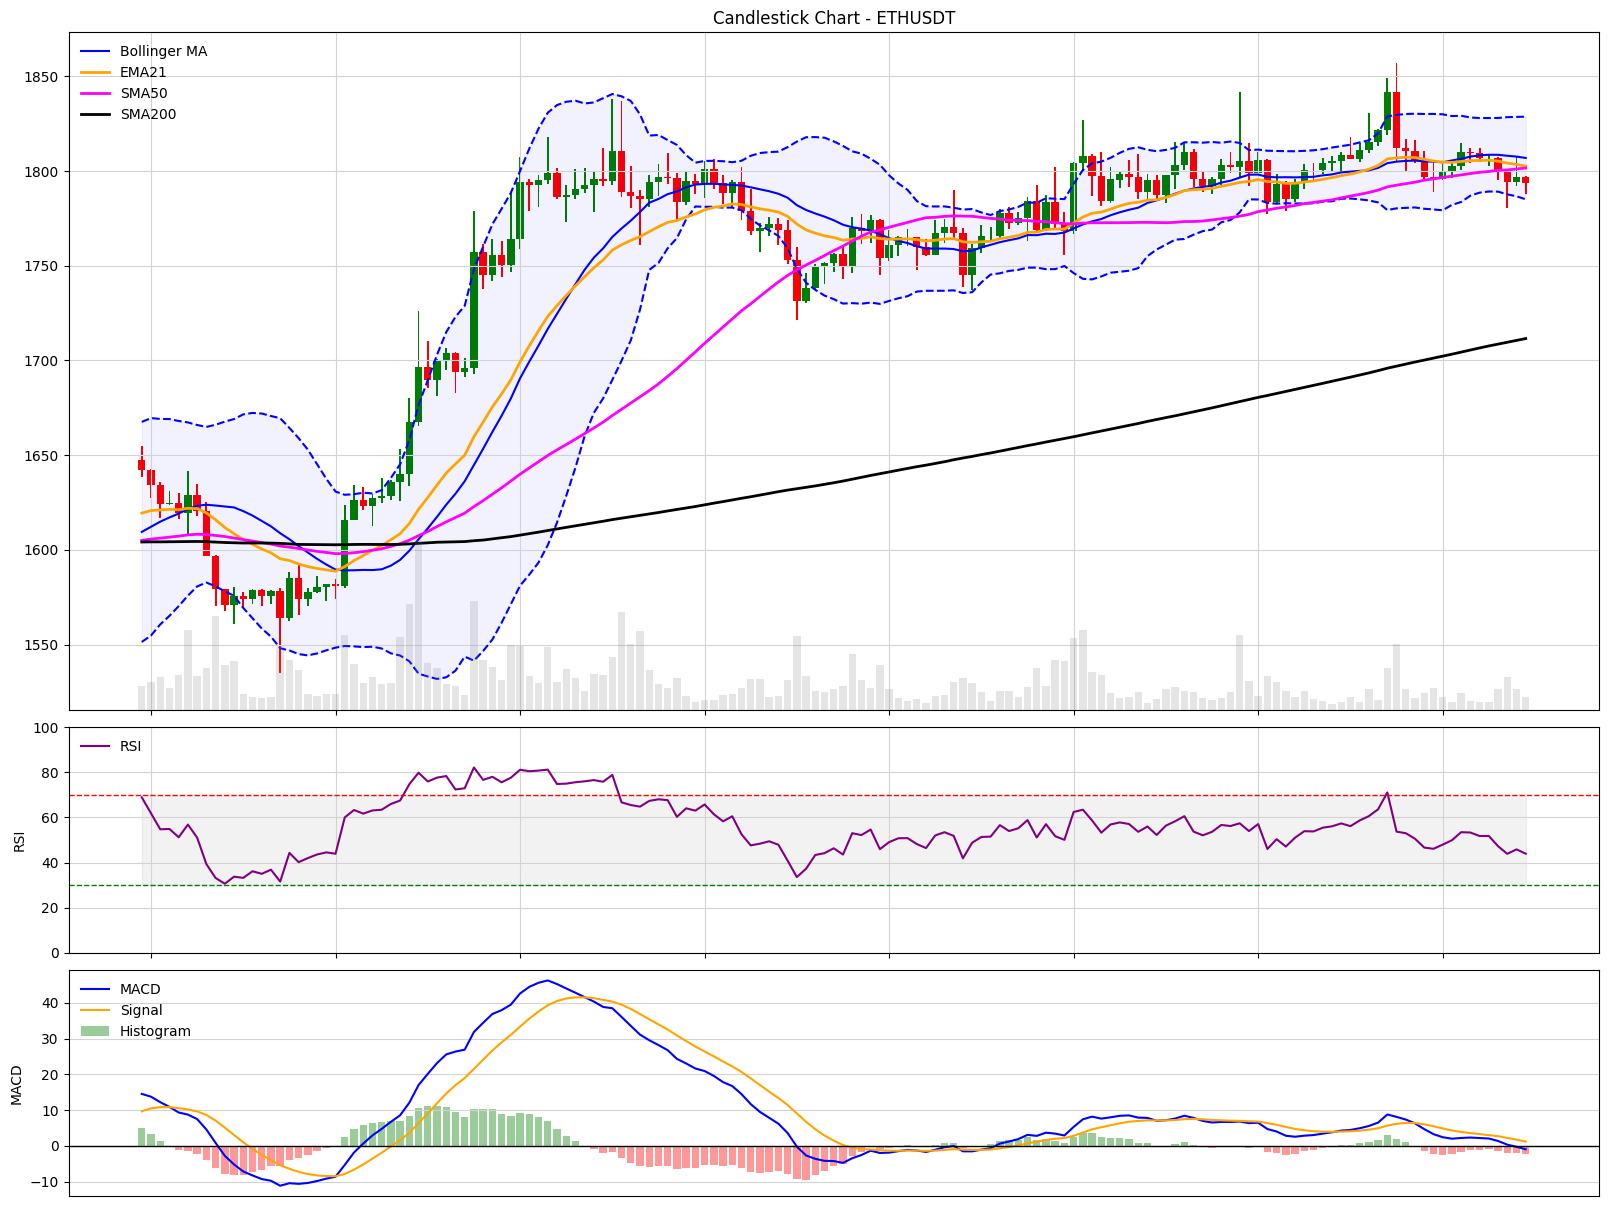 Candlestick Chart - ETHUSDT
Bollinger MA
EMA21
SMA50
SMA200
1850
1800
1750
1700
1650
1600
1550
RSI
100
80
60
40
20
0
RSI
MACD
Signal
Histogram
40
30
20
10
0
−10
MACD